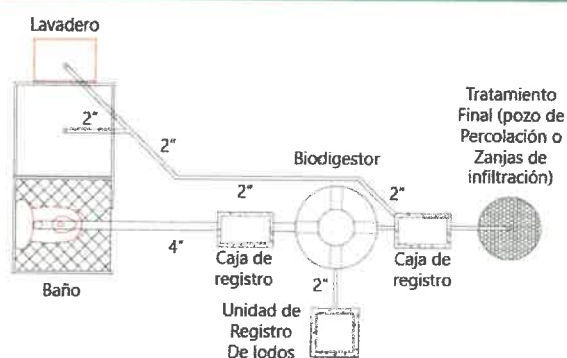 Lavadero
2"
2"
Biodigestor
2"
2"
Tratamiento
Final (pozo de
Percolación o
Zanjas de
infiltración)
4"
Caja de
registro
2"
Caja de
registro
Baño
Unidad de
Registro
De lodos